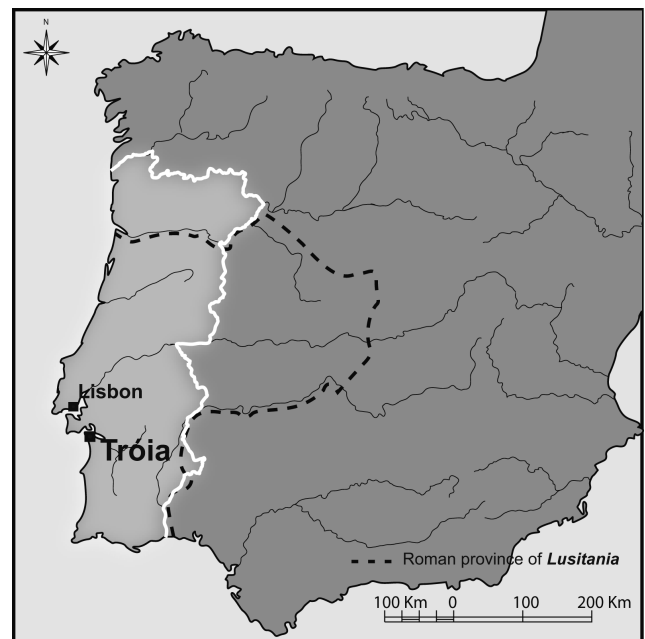 N
Lisbon
Tróia
Roman province of Lusitania
100 Km 0 100 200 Km